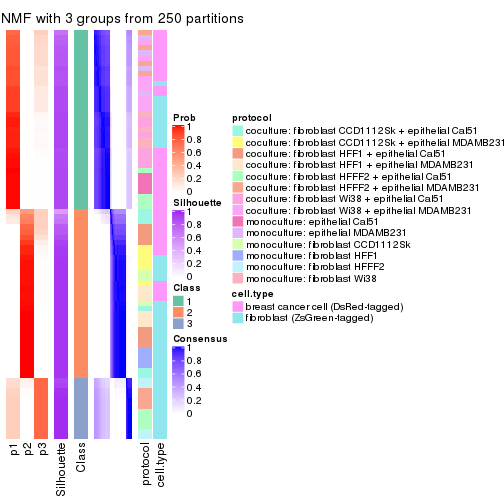 NMF with 3 groups from 250 partitions
p1
p2
p3
Silhouette
Class
protocol
cell.type
Prob
1
0.8
0.6
0.4
0.2
0
Silhouette
1
0.8
0.6
0.4
0.2
0
Class
1
2
3
Consensus
1
0.8
0.6
0.4
0.2
0
protocol
coculture: fibroblast CCD1112Sk + epithelial Cal51
coculture: fibroblast CCD1112Sk + epithelial MDAMB231
coculture: fibroblast HFF1 + epithelial Cal51
coculture: fibroblast HFF1 + epithelial MDAMB231
coculture: fibroblast HFFF2 + epithelial Cal51
coculture: fibroblast HFFF2 + epithelial MDAMB231
coculture: fibroblast Wi38 + epithelial Cal51
coculture: fibroblast Wi38 + epithelial MDAMB231
monoculture: epithelial Cal51
monoculture: epithelial MDAMB231
monoculture: fibroblast CCD1112Sk
monoculture: fibroblast HFF1
monoculture: fibroblast HFFF2
monoculture: fibroblast Wi38
cell.type
breast cancer cell (DsRed-tagged)
fibroblast (ZsGreen-tagged)